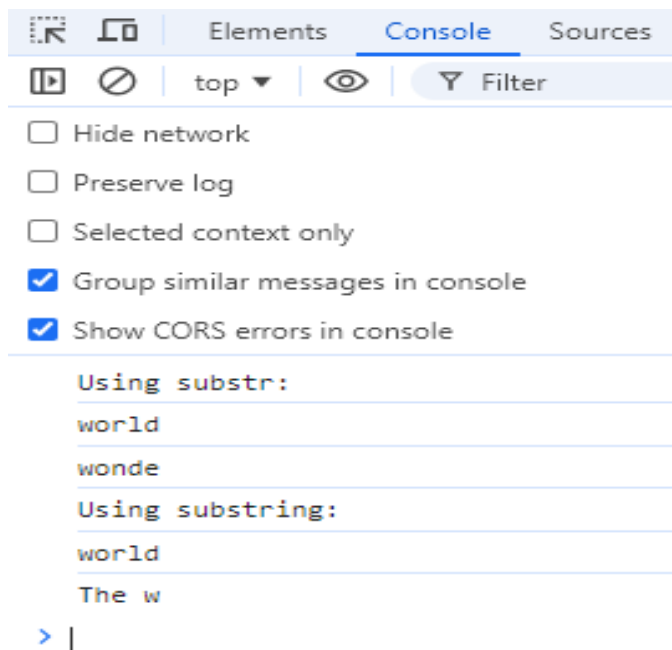 Elements Console Sources
top Filter
Hide network
Preserve log
Selected context only
Group similar messages in console
Show CORS errors in console
Using substr:
world
wonde
Using substring:
world
The w
>